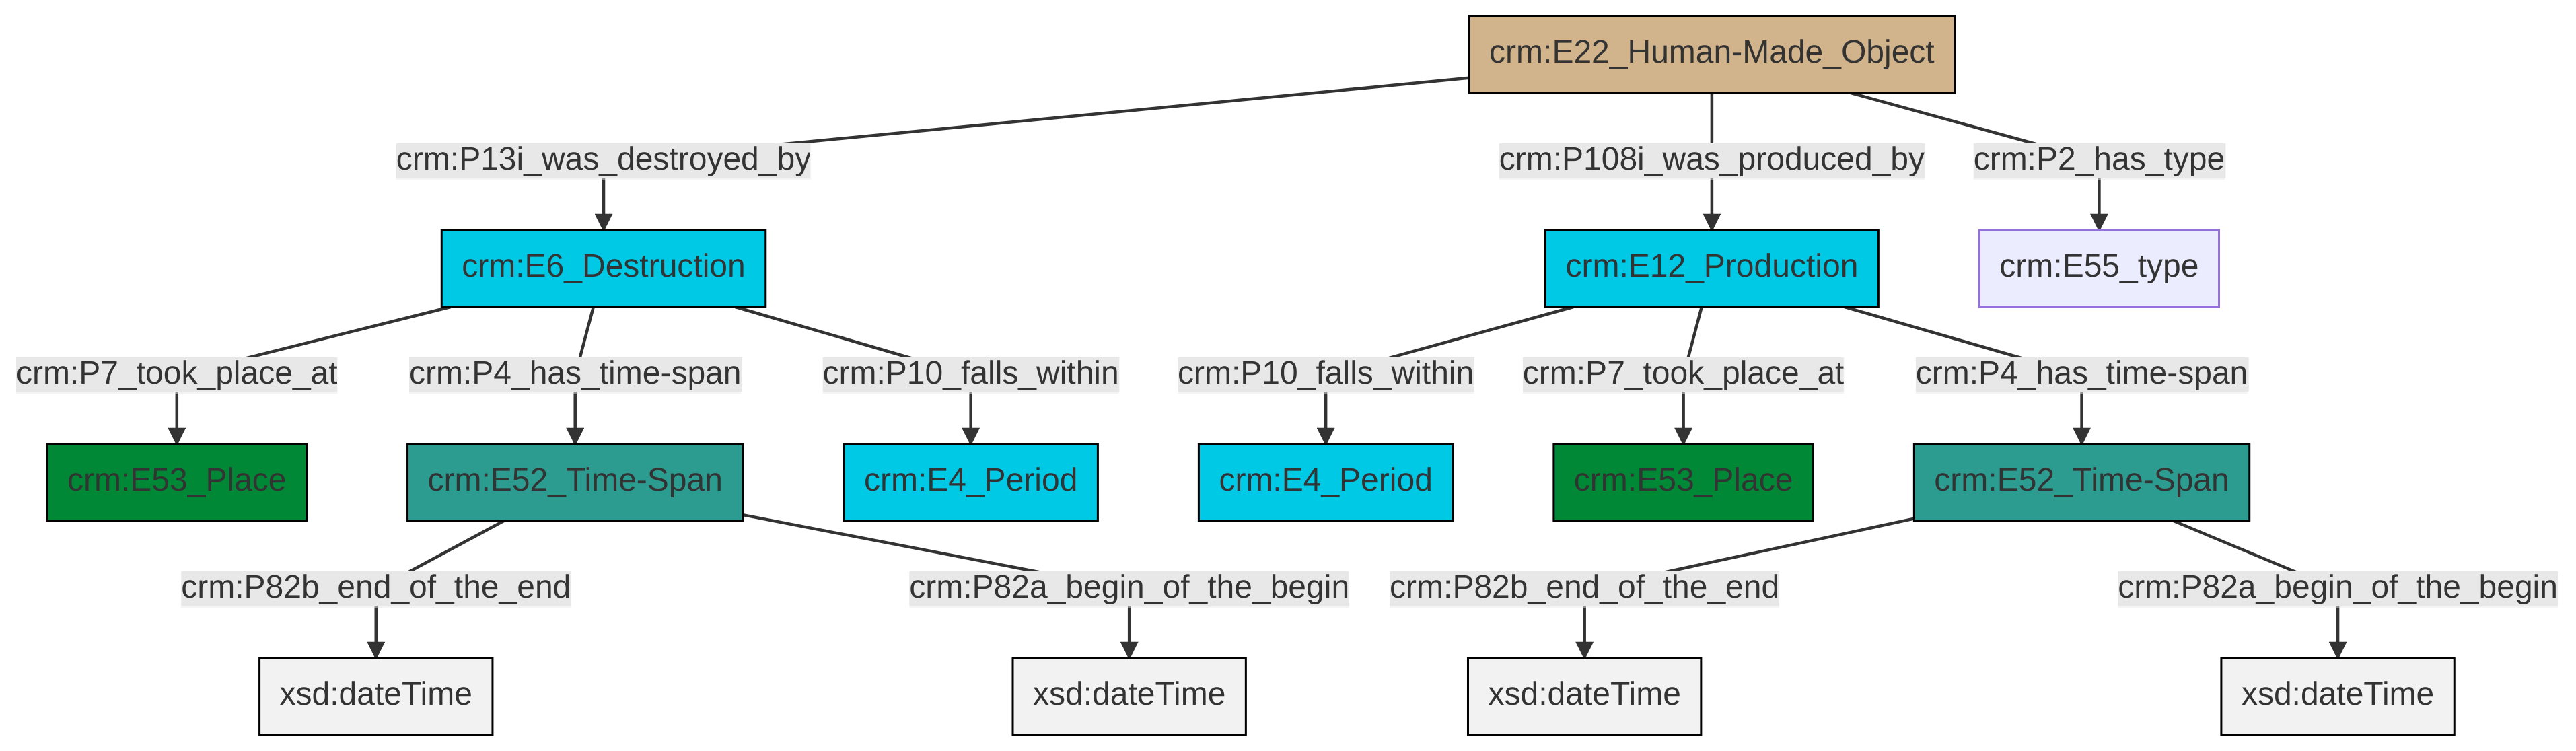 crm:E22_Human-Made_Object
crm:P13i_was_destroyed_by
crm:P108i_was_produced_by
crm:P2_has_type
crm:E6_Destruction
crm:E12_Production
crm:E55_type
crm:P7_took_place_at
crm:P4_has_time-span
crm:P10_falls_within
crm:P10_falls_within
crm:P7_took_place_at
crm:P4_has_time-span
crm:E53_Place
crm:E52_Time-Span
crm:E4_Period
crm:E4_Period
crm:E53_Place
crm:E52_Time-Span
crm:P82b_end_of_the_end
crm:P82a_begin_of_the_begin
crm:P82b_end_of_the_end
crm:P82a_begin_of_the_begin
xsd:dateTime
xsd:dateTime
xsd:dateTime
xsd:dateTime